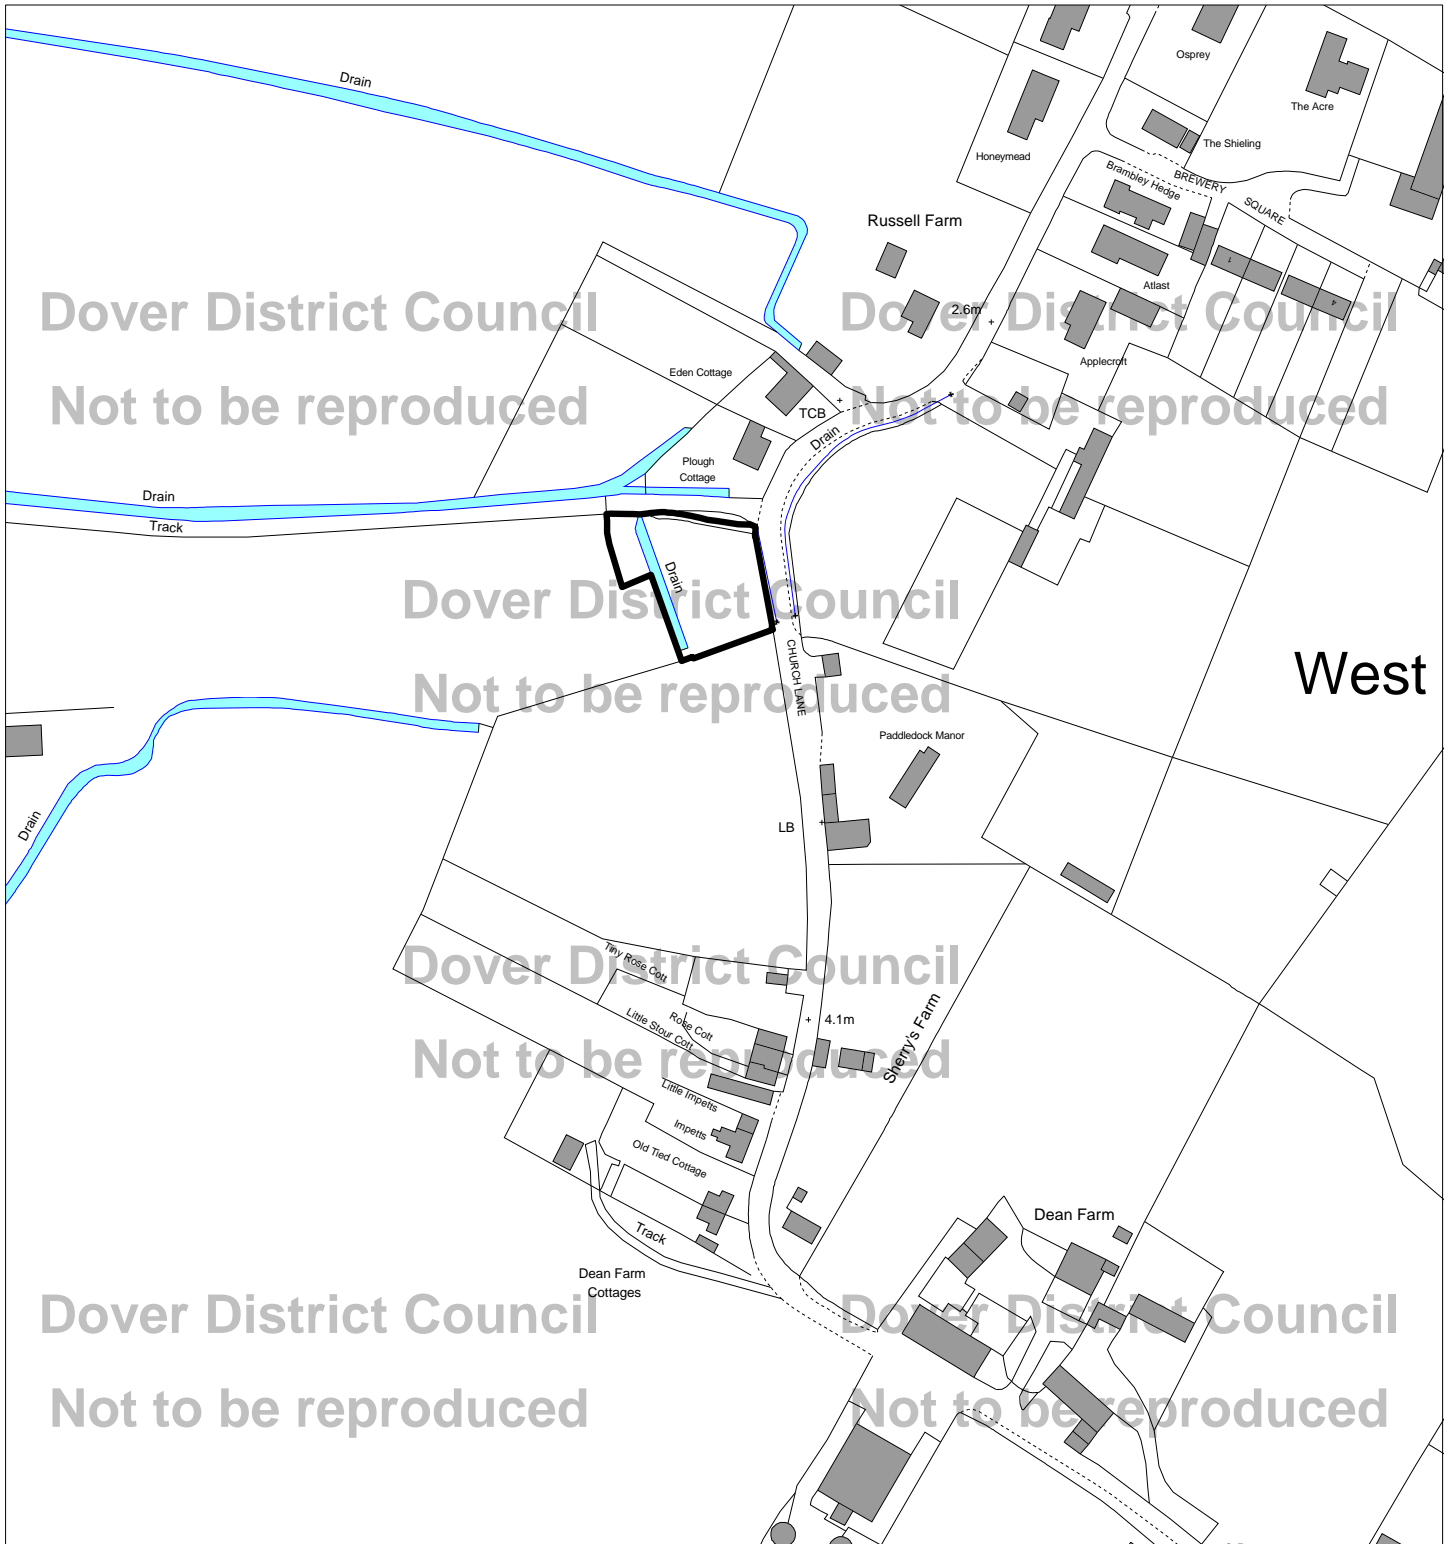 Osprey
Drain
The Acre
The Shieling
Honeymead
Brambley Hedge
BREWERY
SQUARE
Russell Farm
1
Atlast
4
Dover District Council
Dover District Council
2.6m
Applecroft
Eden Cottage
Not to be reproduced
Not to be reproduced
TCB
Drain
Plough
Cottage
Drain
Track
Drain
Dover District Council
CHURCH LANE
West
Not to be reproduced
Paddledock Manor
Drain
LB
Tiny Rose Cott
Dover District Council
Rose Cott
Little Stour Cott
4.1m
Sherry's Farm
Not to be reproduced
Little Impetts
Impetts
Old Tied Cottage
Dean Farm
Track
Dean Farm
Cottages
Dover District Council
Dover District Council
Not to be reproduced
Not to be reproduced